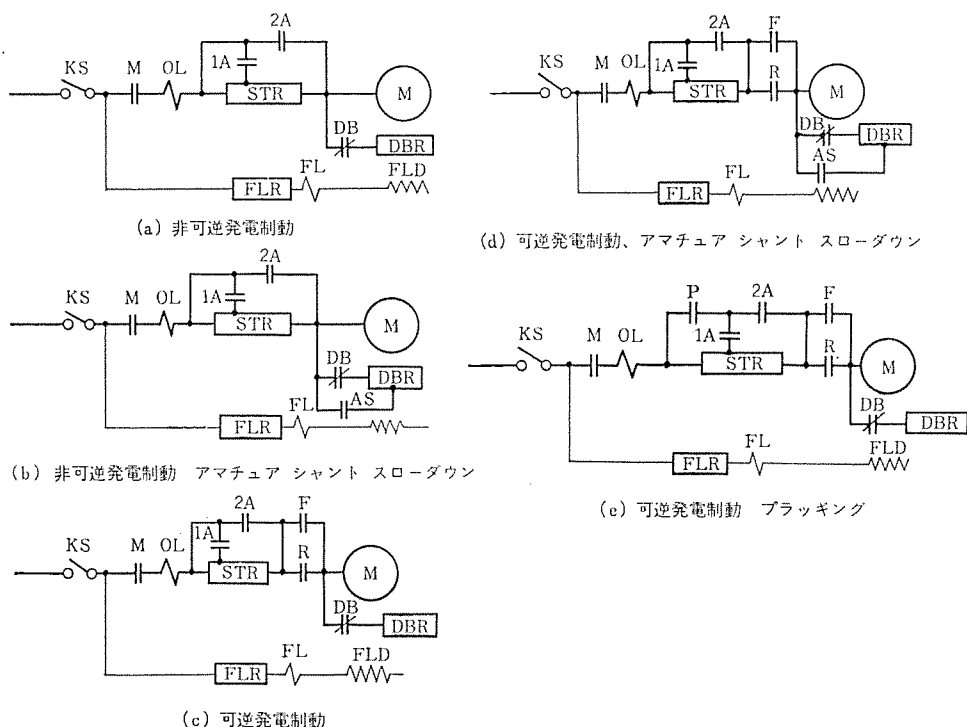 2A
KS M OL 1A STR M
DB DBR
FLR FL FLD
(a) 非可逆発電制動
2A
KS M OL 1A STR M
DB DBR
AS
FLR FL
(b) 非可逆発電制動 アマチュア シャント スローダウン
2A F
KS M OL 1A STR R M
DB DBR
FLR FL FLD
(c) 可逆発電制動
2A F
KS M OL 1A STR R M
DB DBR
AS
FLR FL
(d) 可逆発電制動、アマチュア シャント スローダウン
P 2A F
KS M OL 1A STR R M
DB DBR
FLR FL FLD
(e) 可逆発電制動 プラッキング